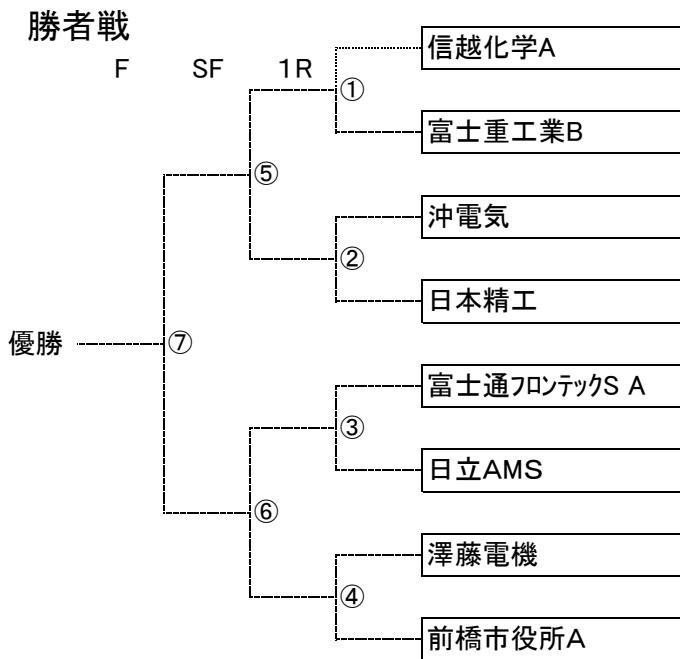 勝者戦
F SF 1R
信越化学A
①
富士重工業B
⑤
沖電気
②
日本精工
優勝
⑦
富士通ﾌﾛﾝﾃｯｸS A
③
日立AMS
⑥
澤藤電機
④
前橋市役所A